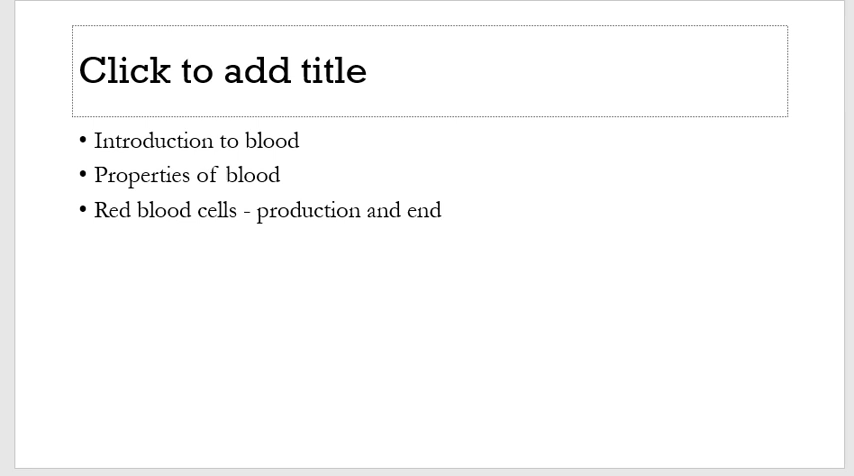 Click to add title
• Introduction to blood
• Properties of blood
• Red blood cells - production and end